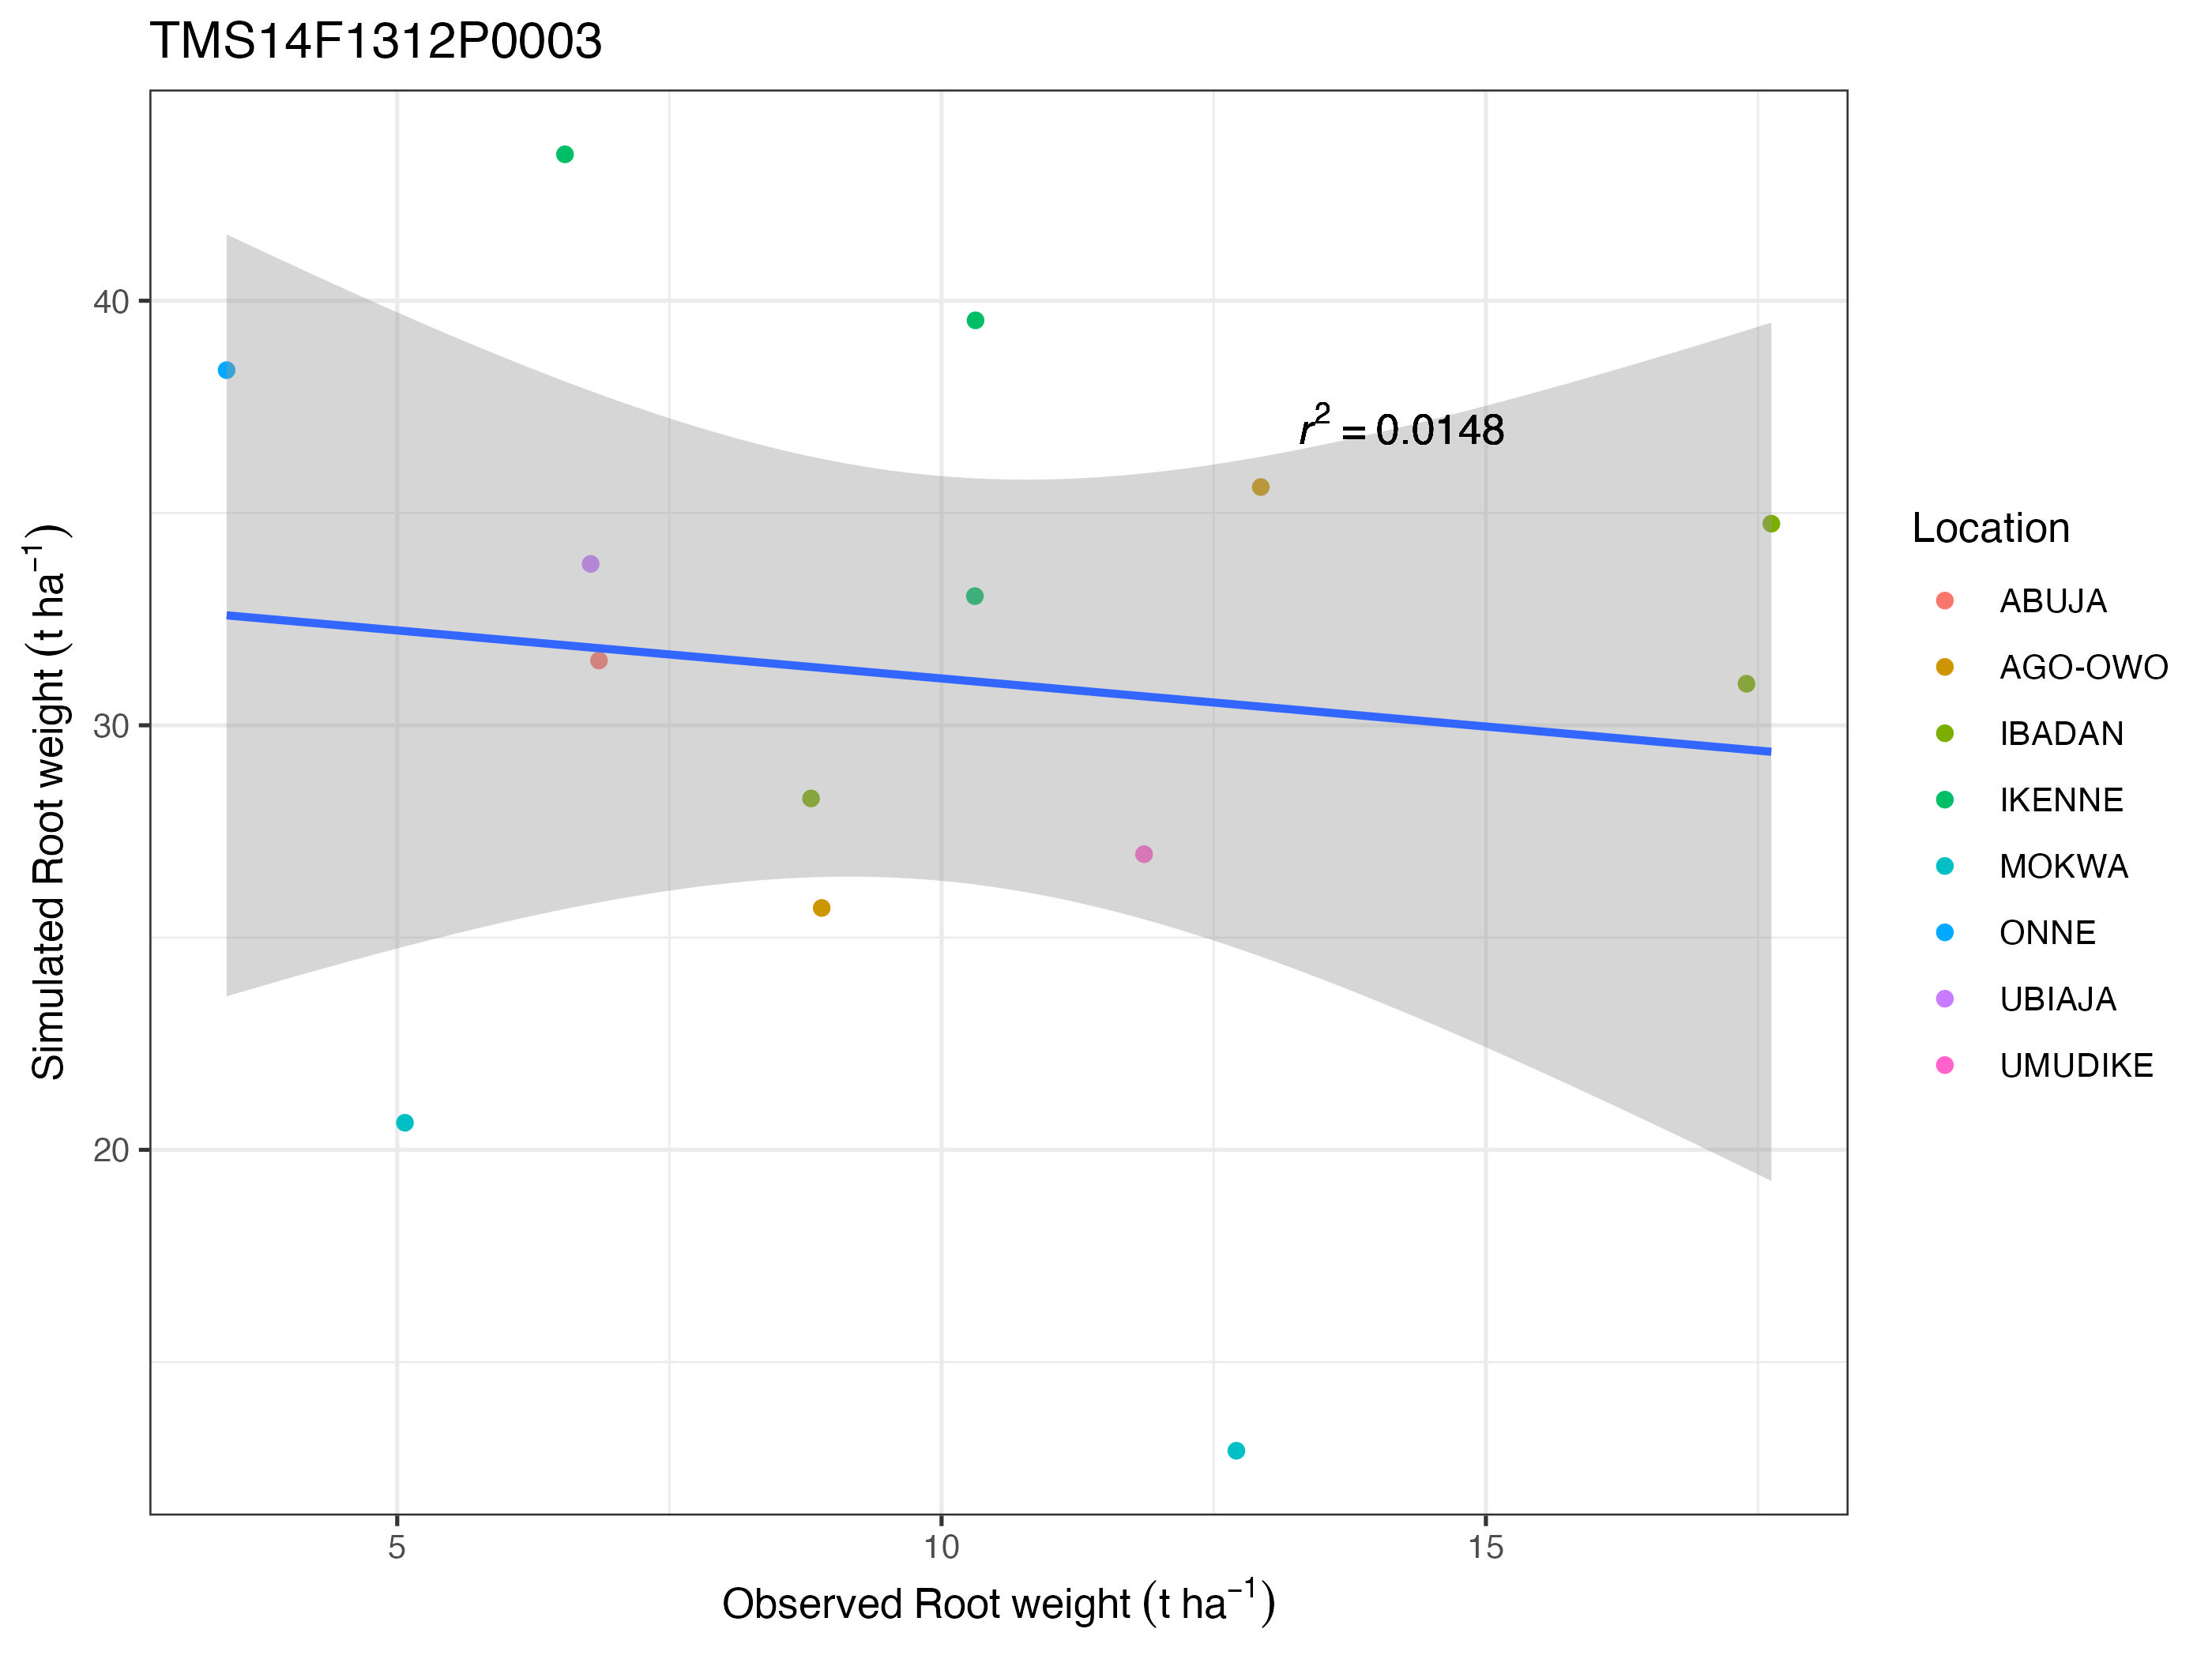 TMS14F1312P0003
40
30
20
5 10 15
Simulated Root weight (t ha⁻¹)
Observed Root weight (t ha⁻¹)
r² = 0.0148
Location
ABUJA
AGO-OWO
IBADAN
IKENNE
MOKWA
ONNE
UBIAJA
UMUDIKE